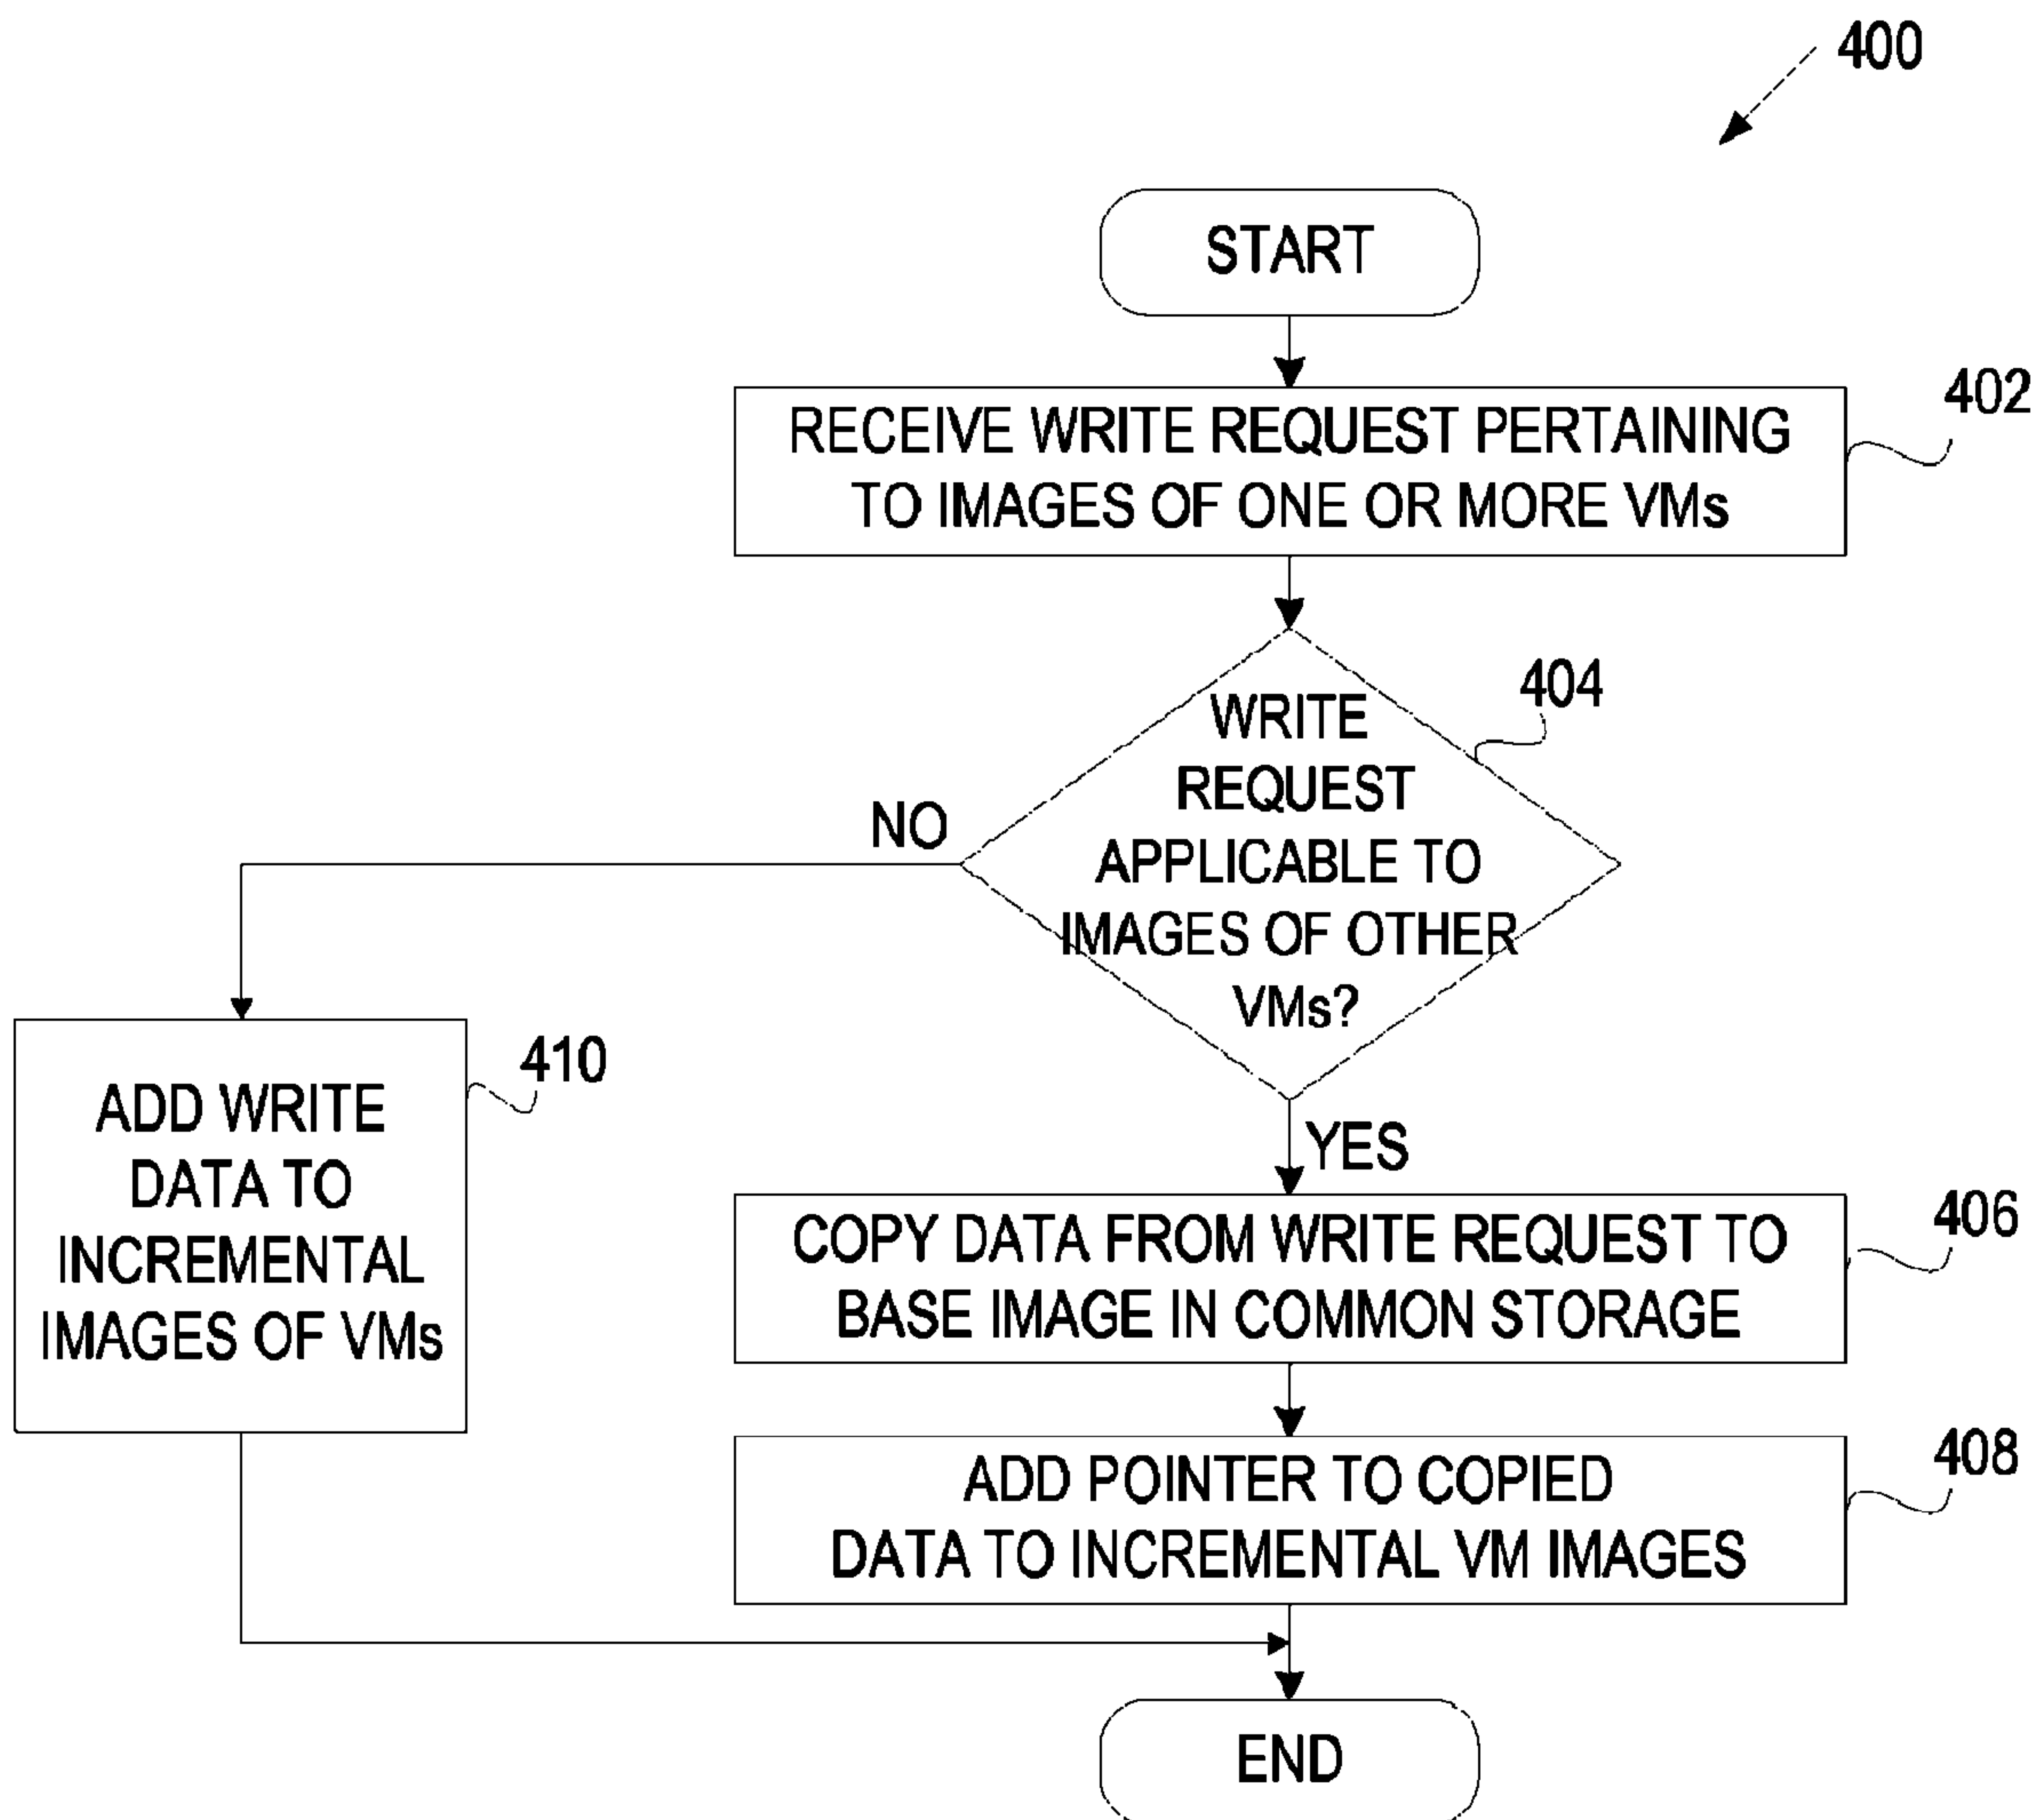 400
START
402
RECEIVE WRITE REQUEST PERTAINING
TO IMAGES OF ONE OR MORE VMs
404
WRITE
REQUEST
APPLICABLE TO
IMAGES OF OTHER
VMs?
NO
YES
410
ADD WRITE
DATA TO
INCREMENTAL
IMAGES OF VMs
406
COPY DATA FROM WRITE REQUEST TO
BASE IMAGE IN COMMON STORAGE
408
ADD POINTER TO COPIED
DATA TO INCREMENTAL VM IMAGES
END